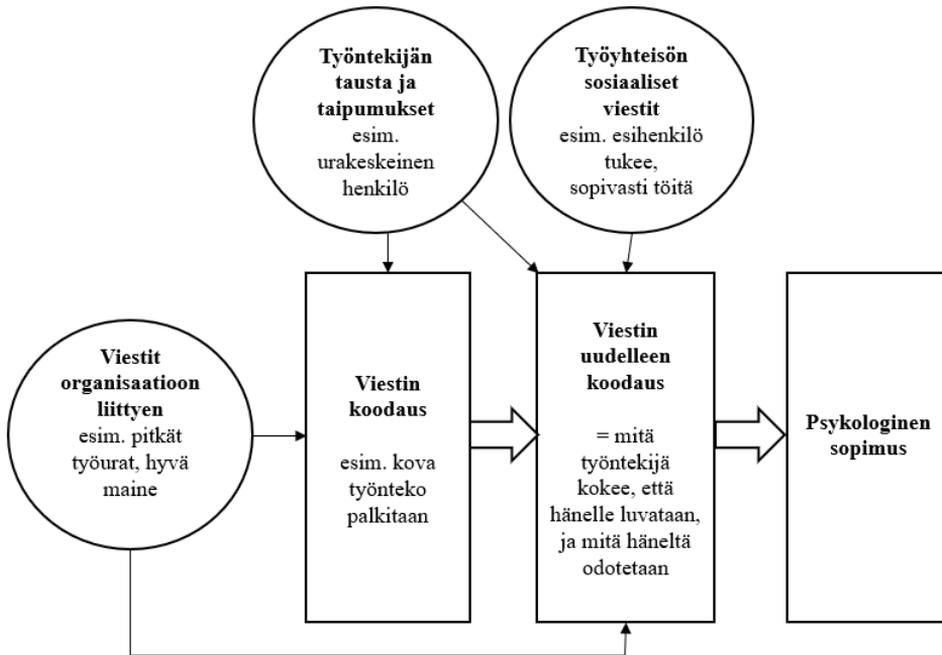 Työntekijän
tausta ja
taipumukset
esim.
urakeskeinen
henkilö
Työyhteisön
sosiaaliset
viestit
esim. esihenkilö
tukee,
sopivasti töitä
Viestit
organisaatioon
liittyen
esim. pitkät
työurat, hyvä
maine
Viestin
koodaus
esim. kova
työnteko
palkitaan
Viestin
uudelleen
koodaus
= mitä
työntekijä
kokee, että
hänelle luvataan,
ja mitä häneltä
odotetaan
Psykologinen
sopimus